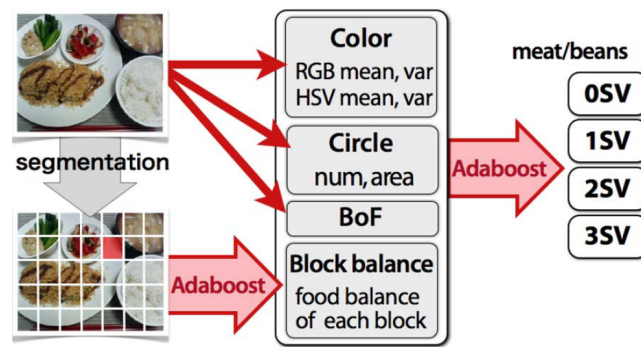 segmentation
Adaboost
Color
RGB mean, var
HSV mean, var
Circle
num, area
BoF
Block balance
food balance
of each block
Adaboost
meat/beans
0SV
1SV
2SV
3SV